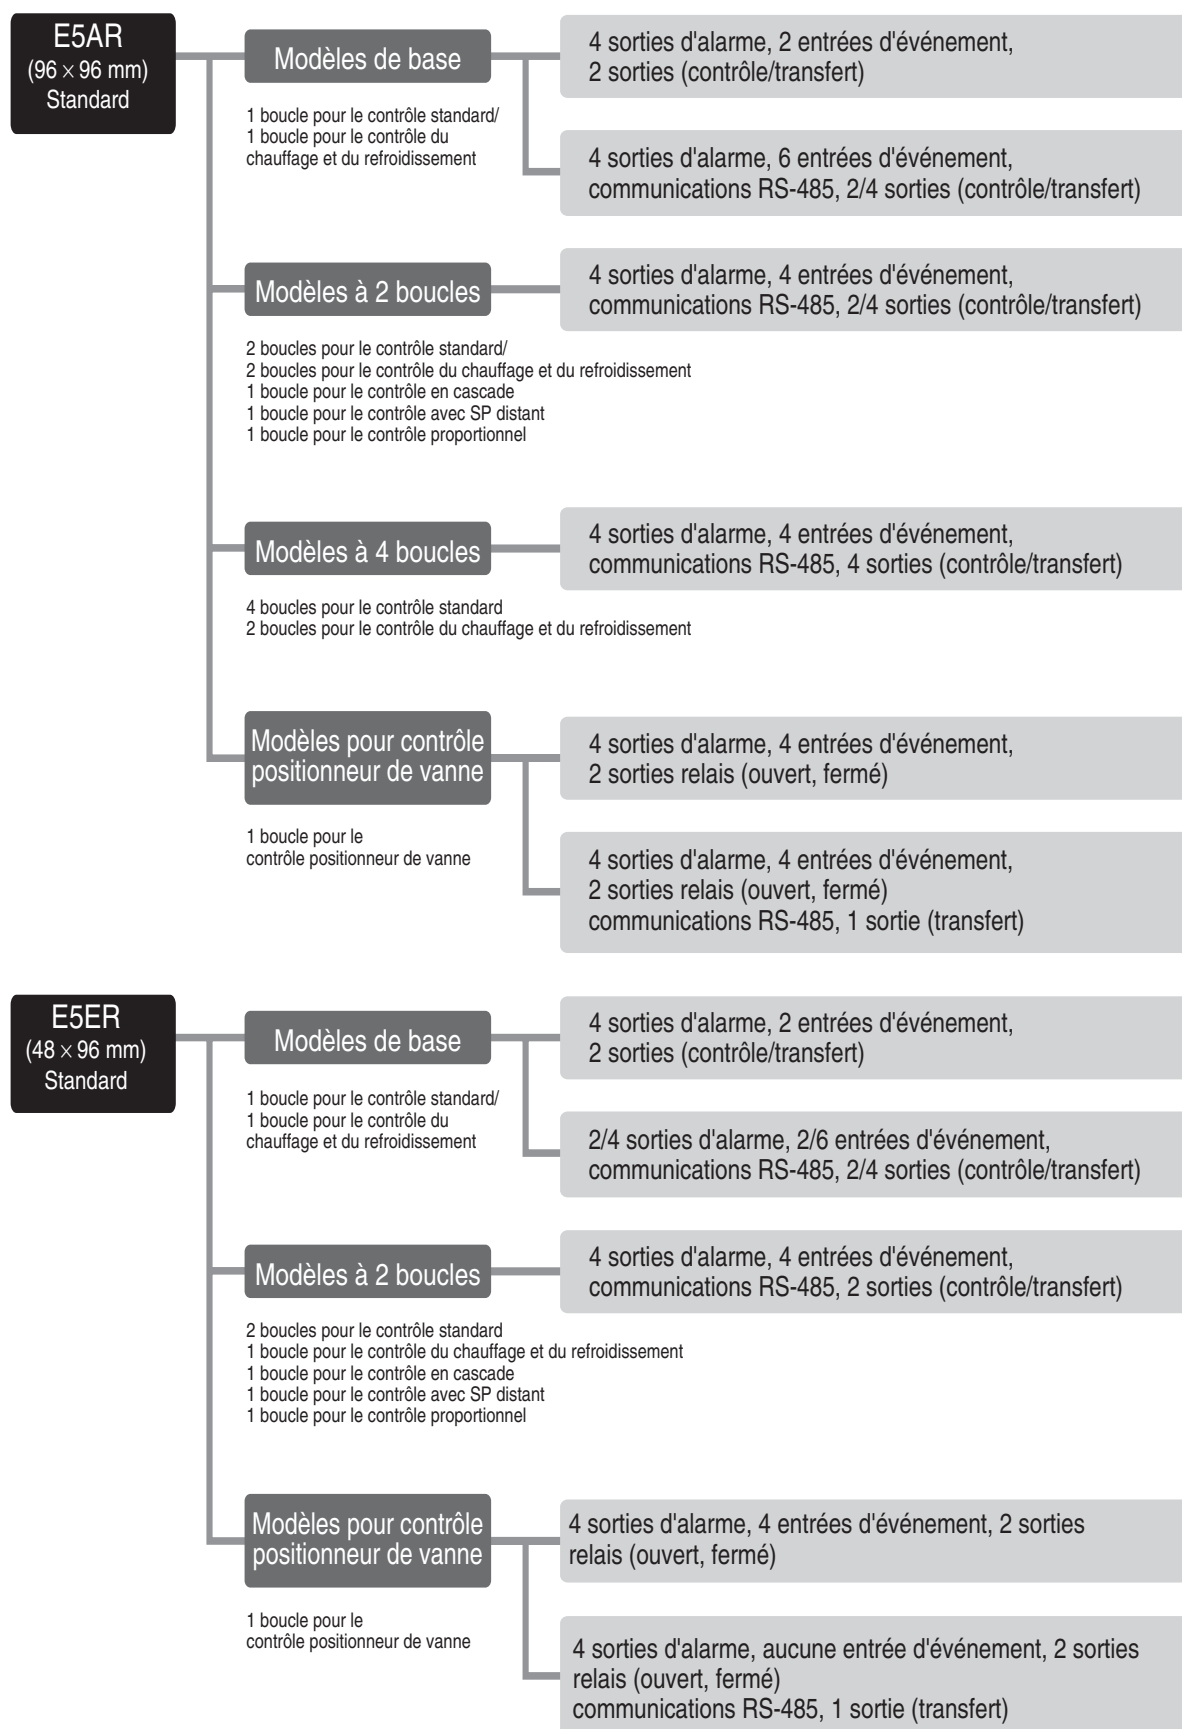 E5AR
(96 × 96 mm)
Standard
Modèles de base
1 boucle pour le contrôle standard/
1 boucle pour le contrôle du
chauffage et du refroidissement
4 sorties d'alarme, 2 entrées d'événement,
2 sorties (contrôle/transfert)
4 sorties d'alarme, 6 entrées d'événement,
communications RS-485, 2/4 sorties (contrôle/transfert)
Modèles à 2 boucles
2 boucles pour le contrôle standard/
2 boucles pour le contrôle du chauffage et du refroidissement
1 boucle pour le contrôle en cascade
1 boucle pour le contrôle avec SP distant
1 boucle pour le contrôle proportionnel
4 sorties d'alarme, 4 entrées d'événement,
communications RS-485, 2/4 sorties (contrôle/transfert)
Modèles à 4 boucles
4 boucles pour le contrôle standard
2 boucles pour le contrôle du chauffage et du refroidissement
4 sorties d'alarme, 4 entrées d'événement,
communications RS-485, 4 sorties (contrôle/transfert)
Modèles pour contrôle
positionneur de vanne
1 boucle pour le
contrôle positionneur de vanne
4 sorties d'alarme, 4 entrées d'événement,
2 sorties relais (ouvert, fermé)
4 sorties d'alarme, 4 entrées d'événement,
2 sorties relais (ouvert, fermé)
communications RS-485, 1 sortie (transfert)
E5ER
(48 × 96 mm)
Standard
Modèles de base
1 boucle pour le contrôle standard/
1 boucle pour le contrôle du
chauffage et du refroidissement
4 sorties d'alarme, 2 entrées d'événement,
2 sorties (contrôle/transfert)
2/4 sorties d'alarme, 2/6 entrées d'événement,
communications RS-485, 2/4 sorties (contrôle/transfert)
Modèles à 2 boucles
2 boucles pour le contrôle standard
1 boucle pour le contrôle du chauffage et du refroidissement
1 boucle pour le contrôle en cascade
1 boucle pour le contrôle avec SP distant
1 boucle pour le contrôle proportionnel
4 sorties d'alarme, 4 entrées d'événement,
communications RS-485, 2 sorties (contrôle/transfert)
Modèles pour contrôle
positionneur de vanne
1 boucle pour le
contrôle positionneur de vanne
4 sorties d'alarme, 4 entrées d'événement, 2 sorties
relais (ouvert, fermé)
4 sorties d'alarme, aucune entrée d'événement, 2 sorties
relais (ouvert, fermé)
communications RS-485, 1 sortie (transfert)